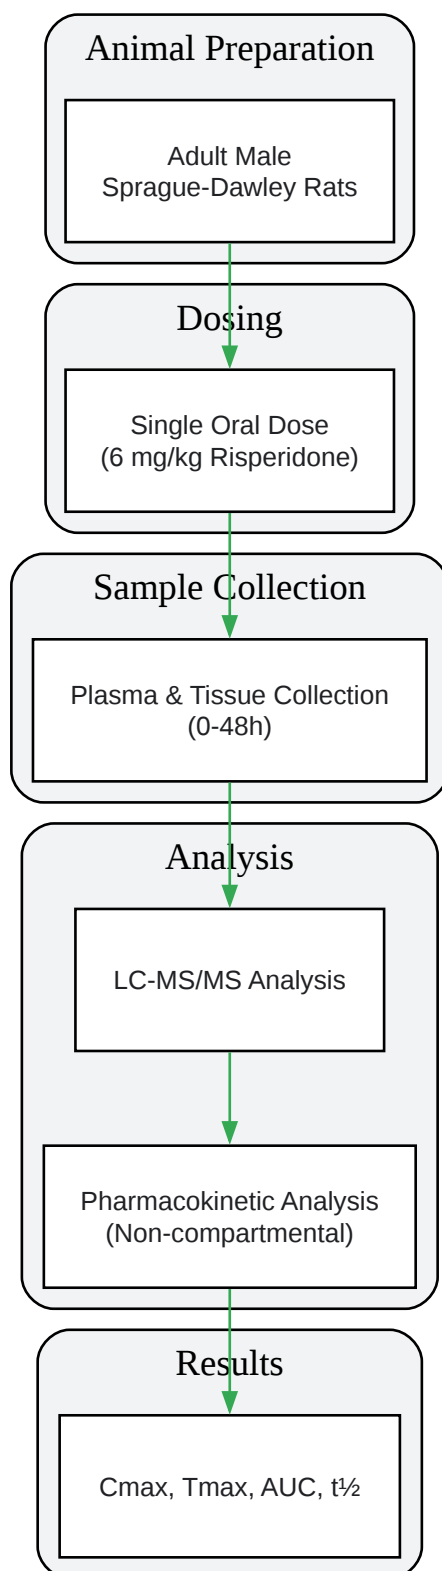 Animal Preparation
Adult Male
Sprague-Dawley Rats
Dosing
Single Oral Dose
(6 mg/kg Risperidone)
Sample Collection
Plasma & Tissue Collection
(0-48h)
Analysis
LC-MS/MS Analysis
Pharmacokinetic Analysis
(Non-compartmental)
Results
Cmax, Tmax, AUC, t½